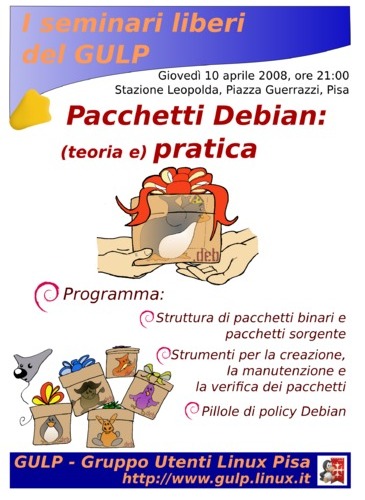 I seminari liberi
del GULP
Giovedì 10 aprile 2008, ore 21:00
Stazione Leopolda, Piazza Guerrazzi, Pisa
Pacchetti Debian:
(teoria e) pratica
.deb
Programma:
Struttura di pacchetti binari e
pacchetti sorgente
Strumenti per la creazione,
la manutenzione e
la verifica dei pacchetti
Pillole di policy Debian
GULP - Gruppo Utenti Linux Pisa
http://www.gulp.linux.it